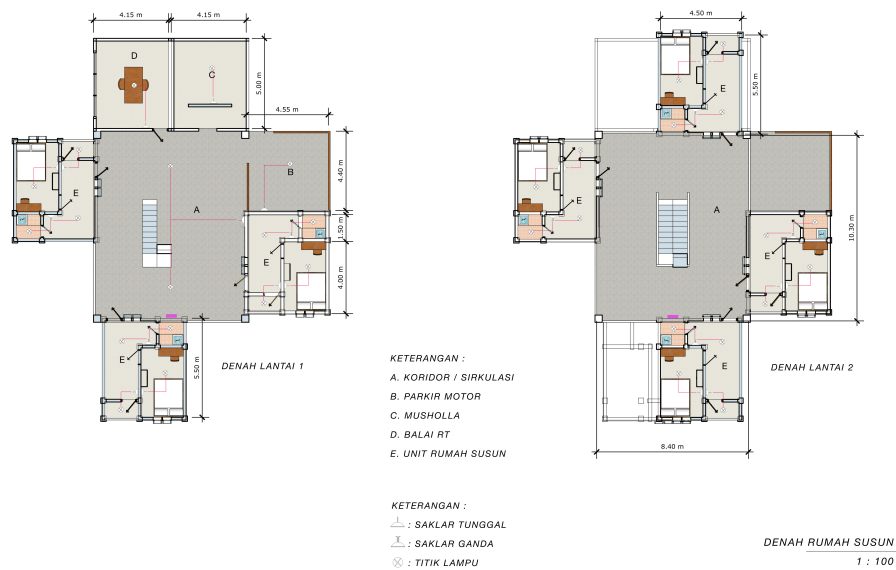 4.15 m
4.15 m
D
C
5.00 m
4.55 m
B
4.40 m
E
A
1.50 m
E
4.00 m
E
5.50 m
DENAH LANTAI 1
4.50 m
E
5.50 m
E
A
10.30 m
E
E
8.40 m
DENAH LANTAI 2
KETERANGAN :
A. KORIDOR / SIRKULASI
B. PARKIR MOTOR
C. MUSHOLLA
D. BALAI RT
E. UNIT RUMAH SUSUN
KETERANGAN :
: SAKLAR TUNGGAL
: SAKLAR GANDA
: TITIK LAMPU
DENAH RUMAH SUSUN
1 : 100